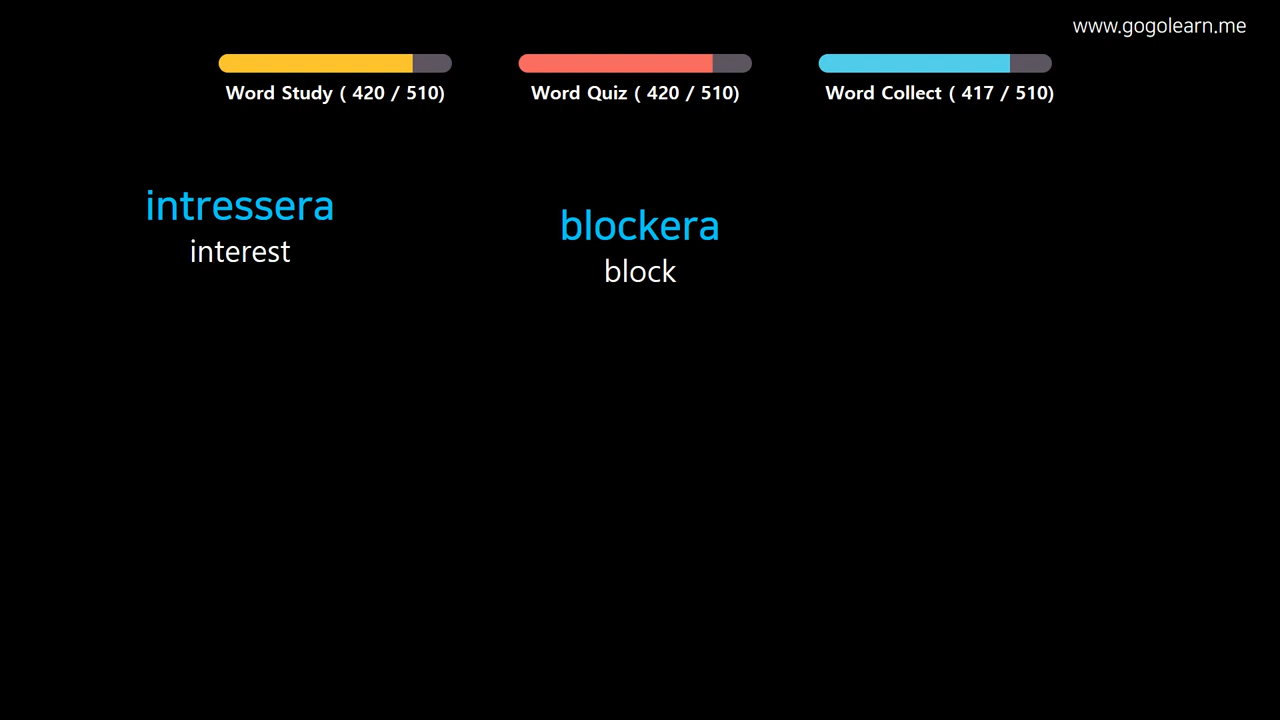 www.gogolearn.me
Word Study ( 420 / 510)
Word Quiz ( 420 / 510)
Word Collect ( 417 / 510)
intressera
interest
blockera
block